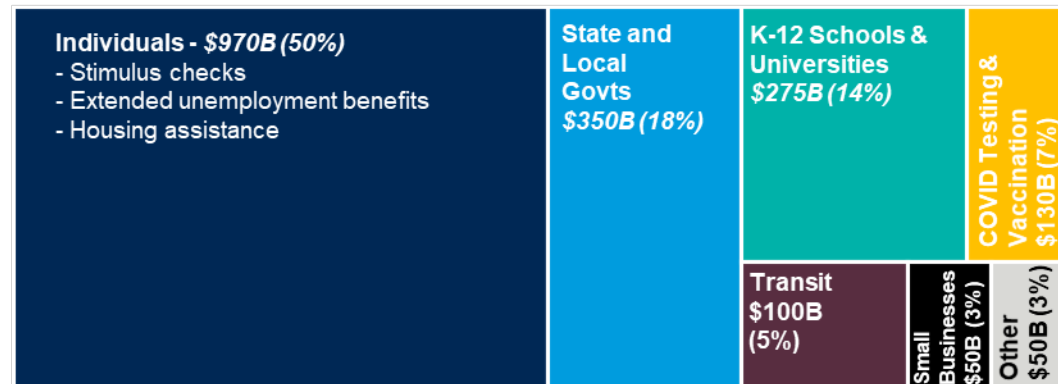 Individuals - $970B (50%)
- Stimulus checks
- Extended unemployment benefits
- Housing assistance
State and
Local
Govts
$350B (18%)
K-12 Schools &
Universities
$275B (14%)
COVID Testing &
Vaccination
$130B (7%)
Transit
$100B
(5%)
Small
Businesses
$50B (3%)
Other
$50B (3%)